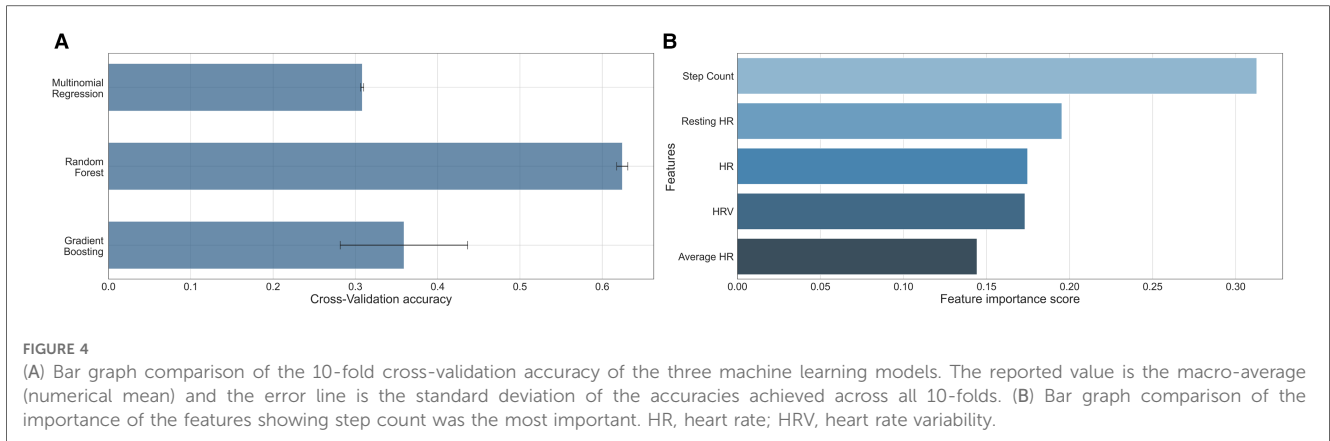 A
Multinomial
Regression
Random
Forest
Gradient
Boosting
0.0 0.1 0.2 0.3 0.4 0.5 0.6
Cross-Validation accuracy
B
Features
Step Count
Resting HR
HR
HRV
Average HR
0.00 0.05 0.10 0.15 0.20 0.25 0.30
Feature importance score
FIGURE 4
(A) Bar graph comparison of the 10-fold cross-validation accuracy of the three machine learning models. The reported value is the macro-average
(numerical mean) and the error line is the standard deviation of the accuracies achieved across all 10-folds. (B) Bar graph comparison of the
importance of the features showing step count was the most important. HR, heart rate; HRV, heart rate variability.